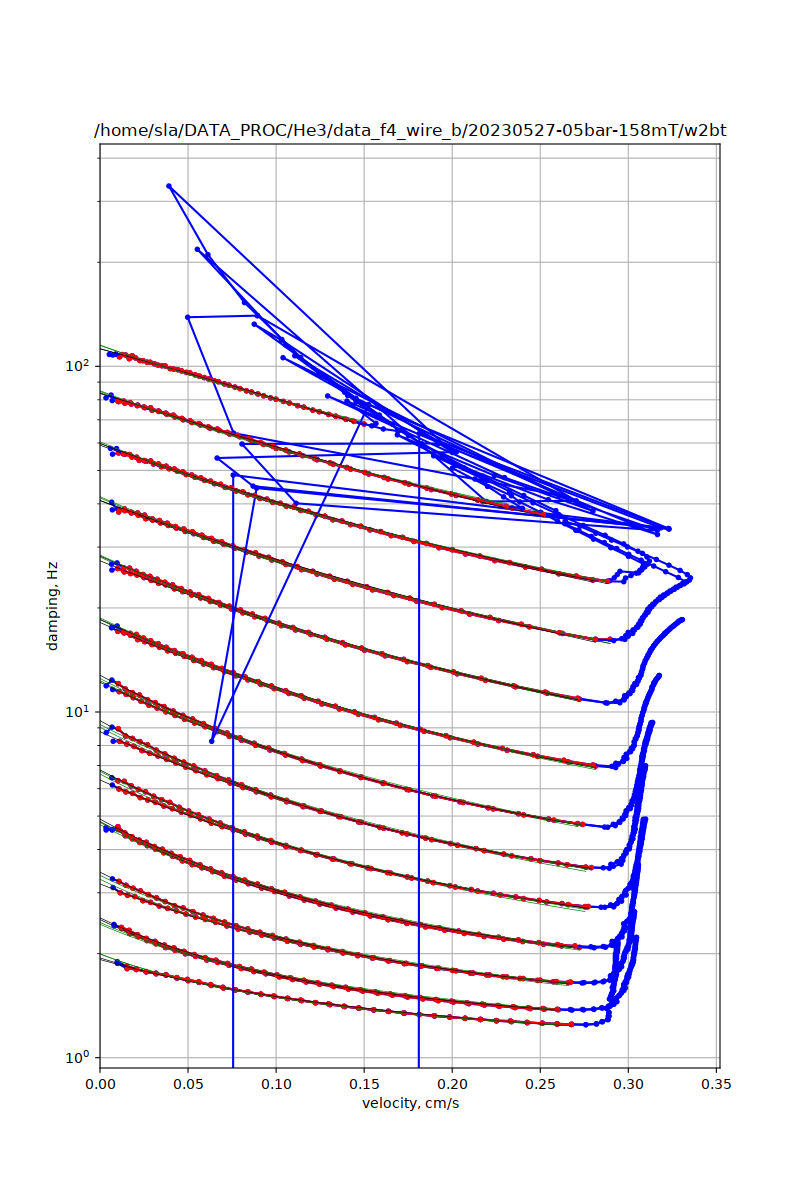 /home/sla/DATA_PROC/He3/data_f4_wire_b/20230527-05bar-158mT/w2bt
damping, Hz
10²
10¹
10⁰
0.00 0.05 0.10 0.15 0.20 0.25 0.30 0.35
velocity, cm/s